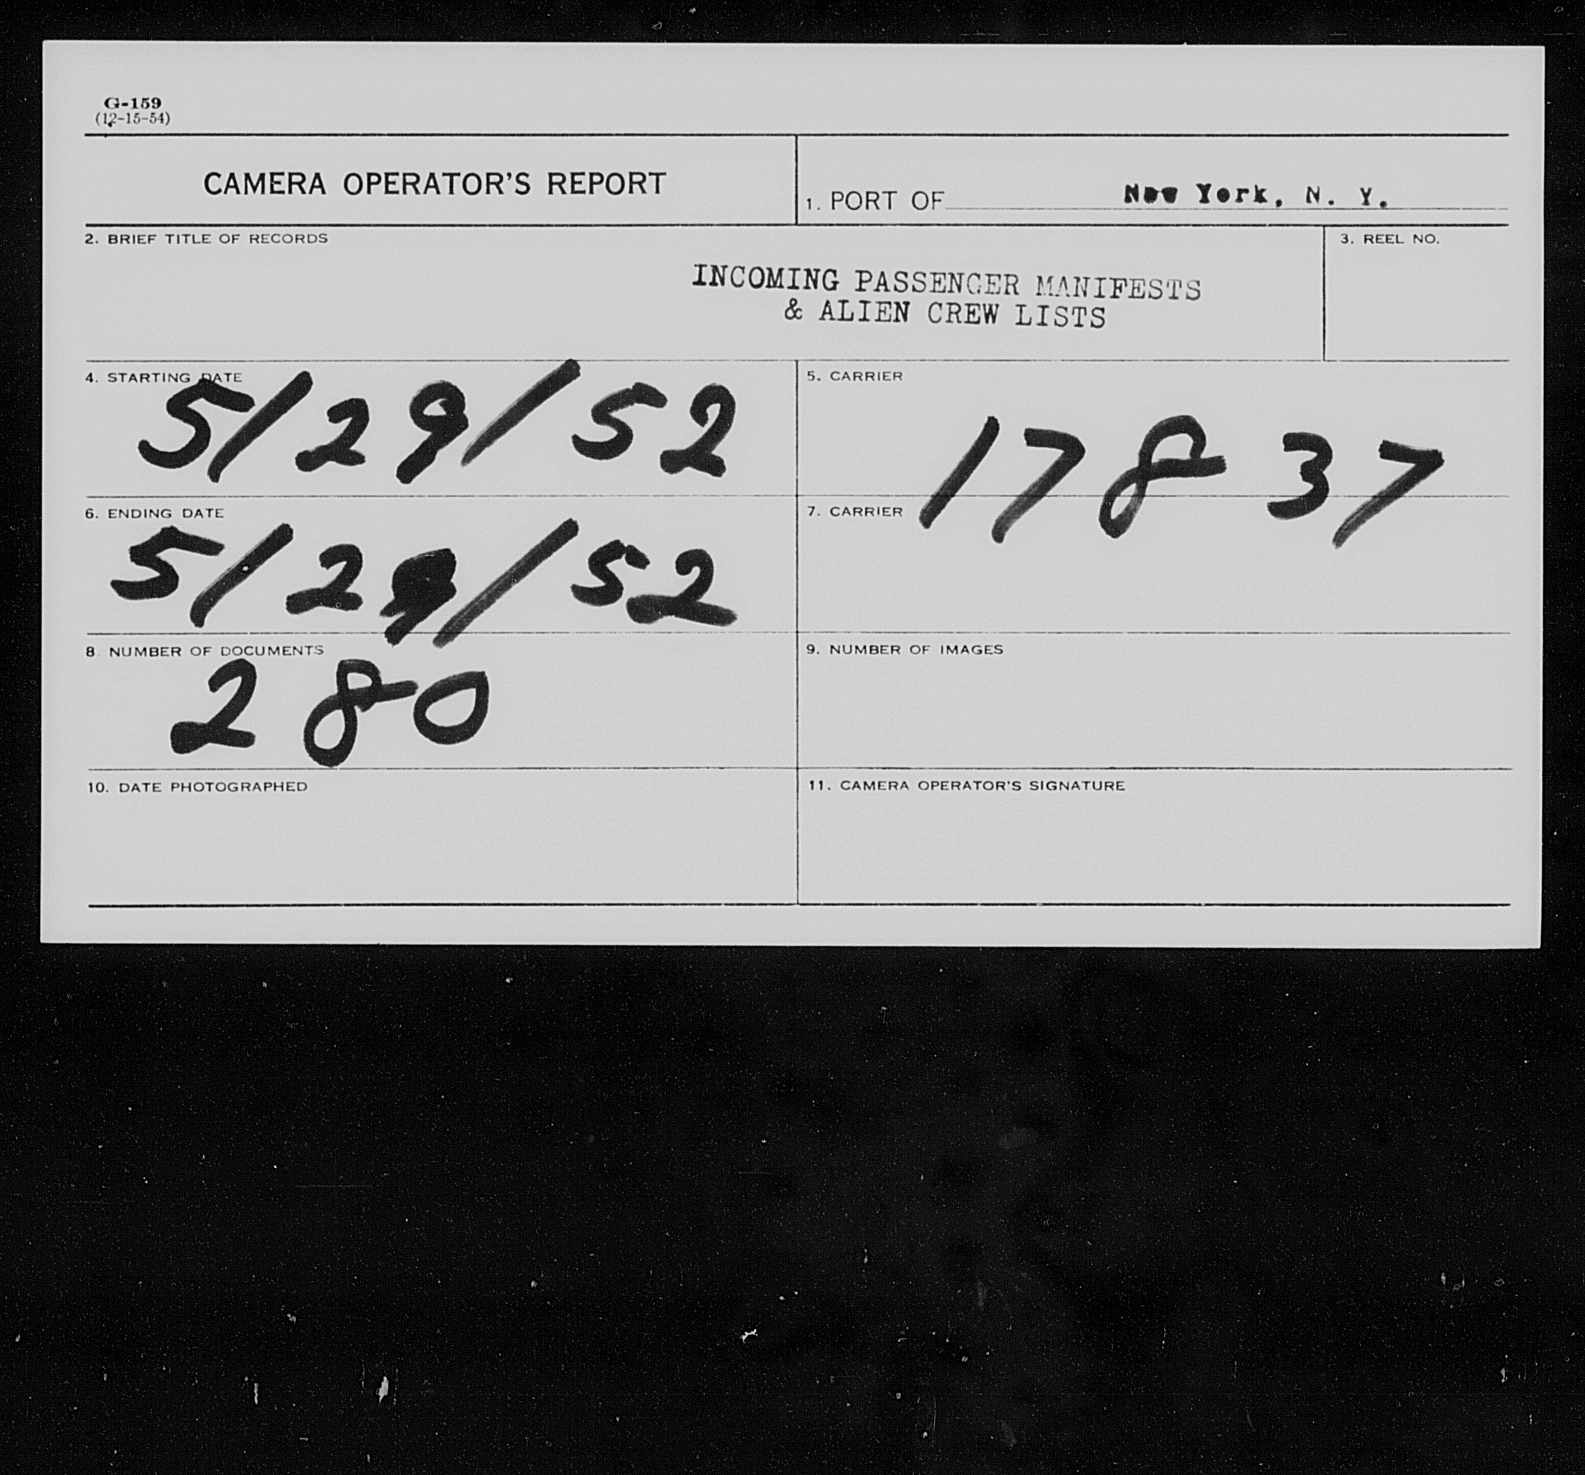 G-159
(12-15-54)
CAMERA OPERATOR'S REPORT
1. PORT OF New York, N. Y.
2. BRIEF TITLE OF RECORDS
3. REEL NO.
INCOMING PASSENGER MANIFESTS
& ALIEN CREW LISTS
4. STARTING DATE
5/29/52
5. CARRIER
17837
6. ENDING DATE
5/29/52
7. CARRIER
8 NUMBER OF DOCUMENTS
280
9. NUMBER OF IMAGES
10. DATE PHOTOGRAPHED
11. CAMERA OPERATOR'S SIGNATURE